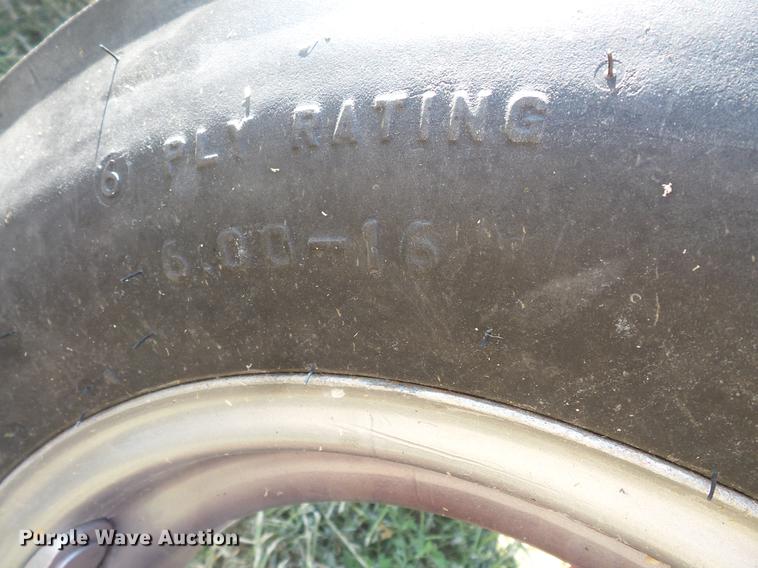 6 PLY RATING
6.00-16
Purple Wave Auction